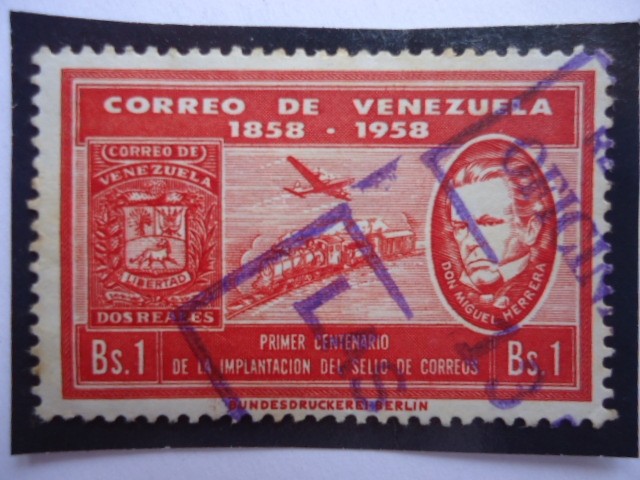 CORREO DE VENEZUELA
1858 - 1958
CORREO DE
VENEZUELA
LIBERTAD
DOS REALES
DON MIGUEL HERRERA
Bs. 1
PRIMER CENTENARIO
DE LA IMPLANTACION DEL SELLO DE CORREOS
Bs. 1
BUNDESDRUCKEREI BERLIN